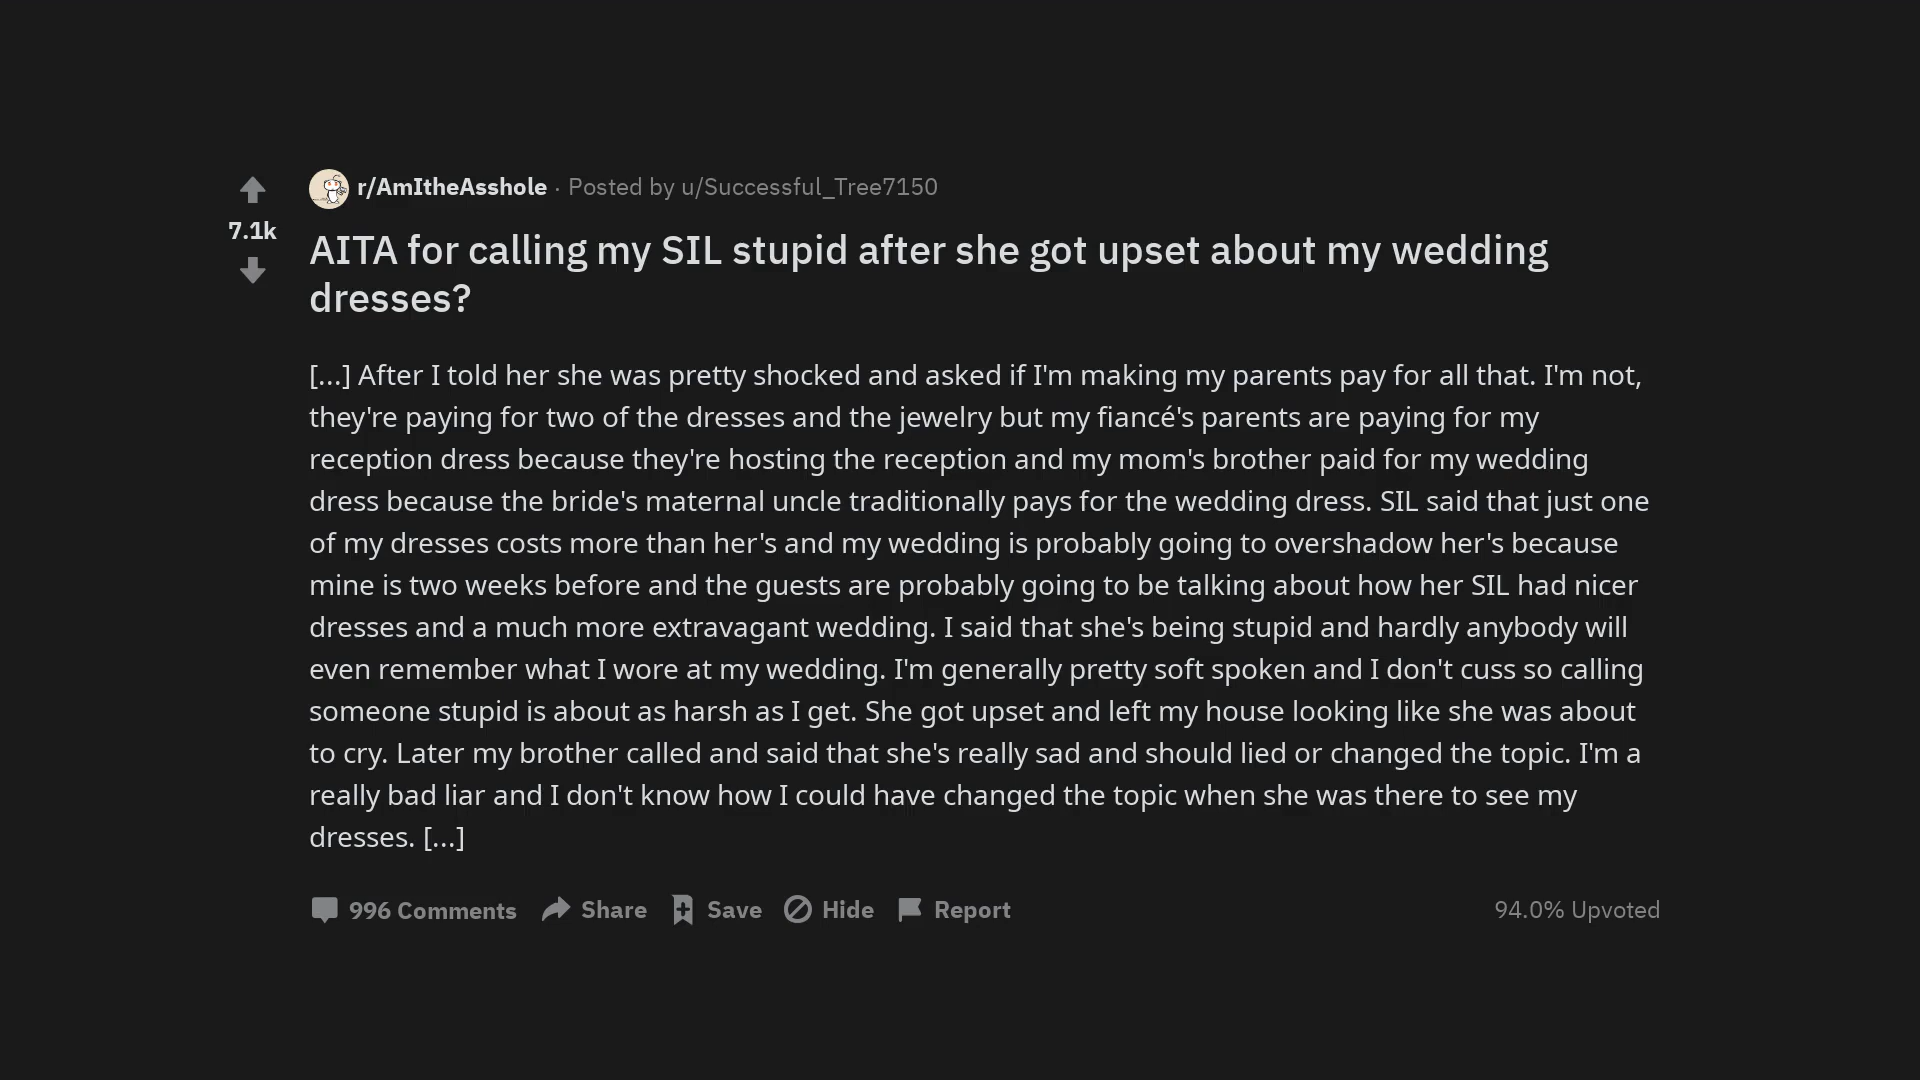 r/AmItheAsshole · Posted by u/Successful_Tree7150
7.1k
AITA for calling my SIL stupid after she got upset about my wedding
dresses?
[...] After I told her she was pretty shocked and asked if I'm making my parents pay for all that. I'm not,
they're paying for two of the dresses and the jewelry but my fiancé's parents are paying for my
reception dress because they're hosting the reception and my mom's brother paid for my wedding
dress because the bride's maternal uncle traditionally pays for the wedding dress. SIL said that just one
of my dresses costs more than her's and my wedding is probably going to overshadow her's because
mine is two weeks before and the guests are probably going to be talking about how her SIL had nicer
dresses and a much more extravagant wedding. I said that she's being stupid and hardly anybody will
even remember what I wore at my wedding. I'm generally pretty soft spoken and I don't cuss so calling
someone stupid is about as harsh as I get. She got upset and left my house looking like she was about
to cry. Later my brother called and said that she's really sad and should lied or changed the topic. I'm a
really bad liar and I don't know how I could have changed the topic when she was there to see my
dresses. [...]
996 Comments Share Save Hide Report 94.0% Upvoted